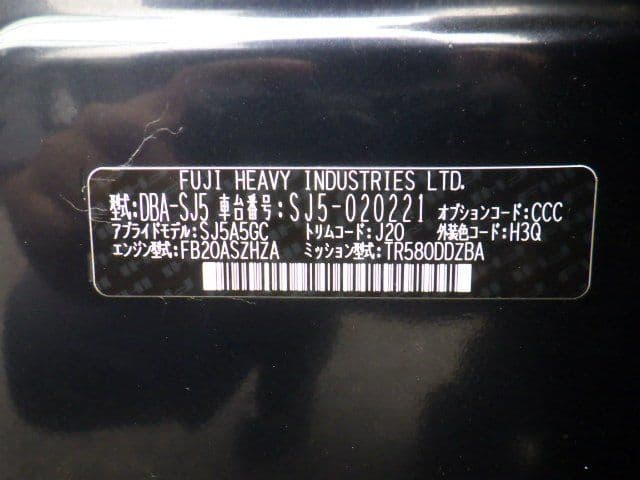 FUJI HEAVY INDUSTRIES LTD.
型式:DBA-SJ5 車台番号:SJ5-020221 オプションコード:CCC
アプライドモデル:SJ5A5GC トリムコード:J20 外装色コード:H3Q
エンジン型式:FB20ASZHZA ミッション型式:TR580DDZBA